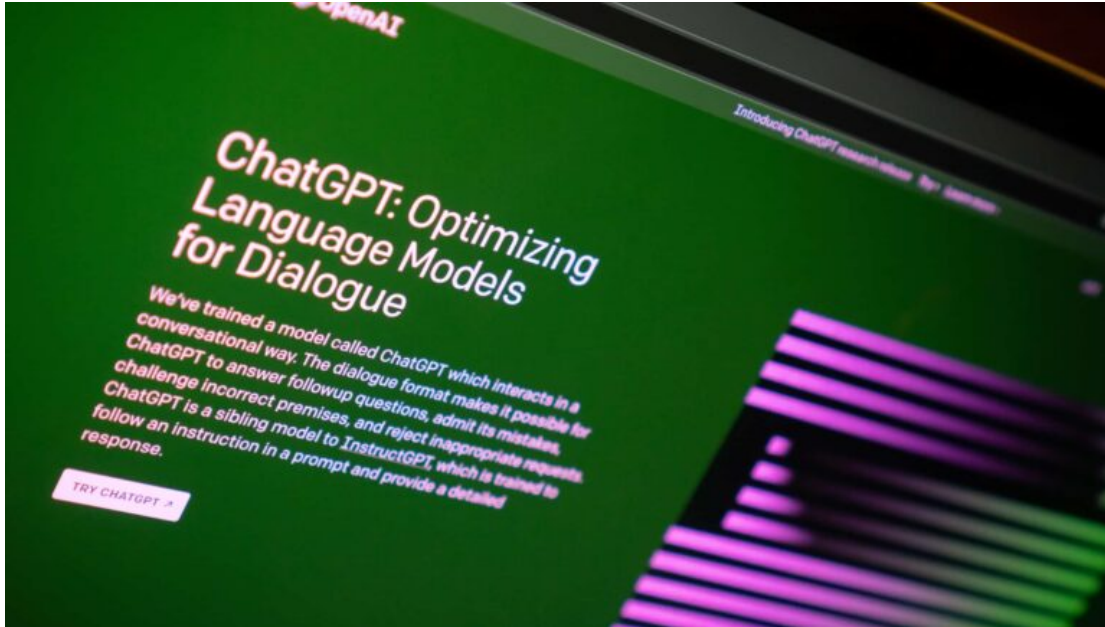 OpenAI
Introducing ChatGPT research release Try Learn more
ChatGPT: Optimizing
Language Models
for Dialogue
We've trained a model called ChatGPT which interacts in a
conversational way. The dialogue format makes it possible for
ChatGPT to answer followup questions, admit its mistakes,
challenge incorrect premises, and reject inappropriate requests.
ChatGPT is a sibling model to InstructGPT, which is trained to
follow an instruction in a prompt and provide a detailed
response.
TRY CHATGPT ↗